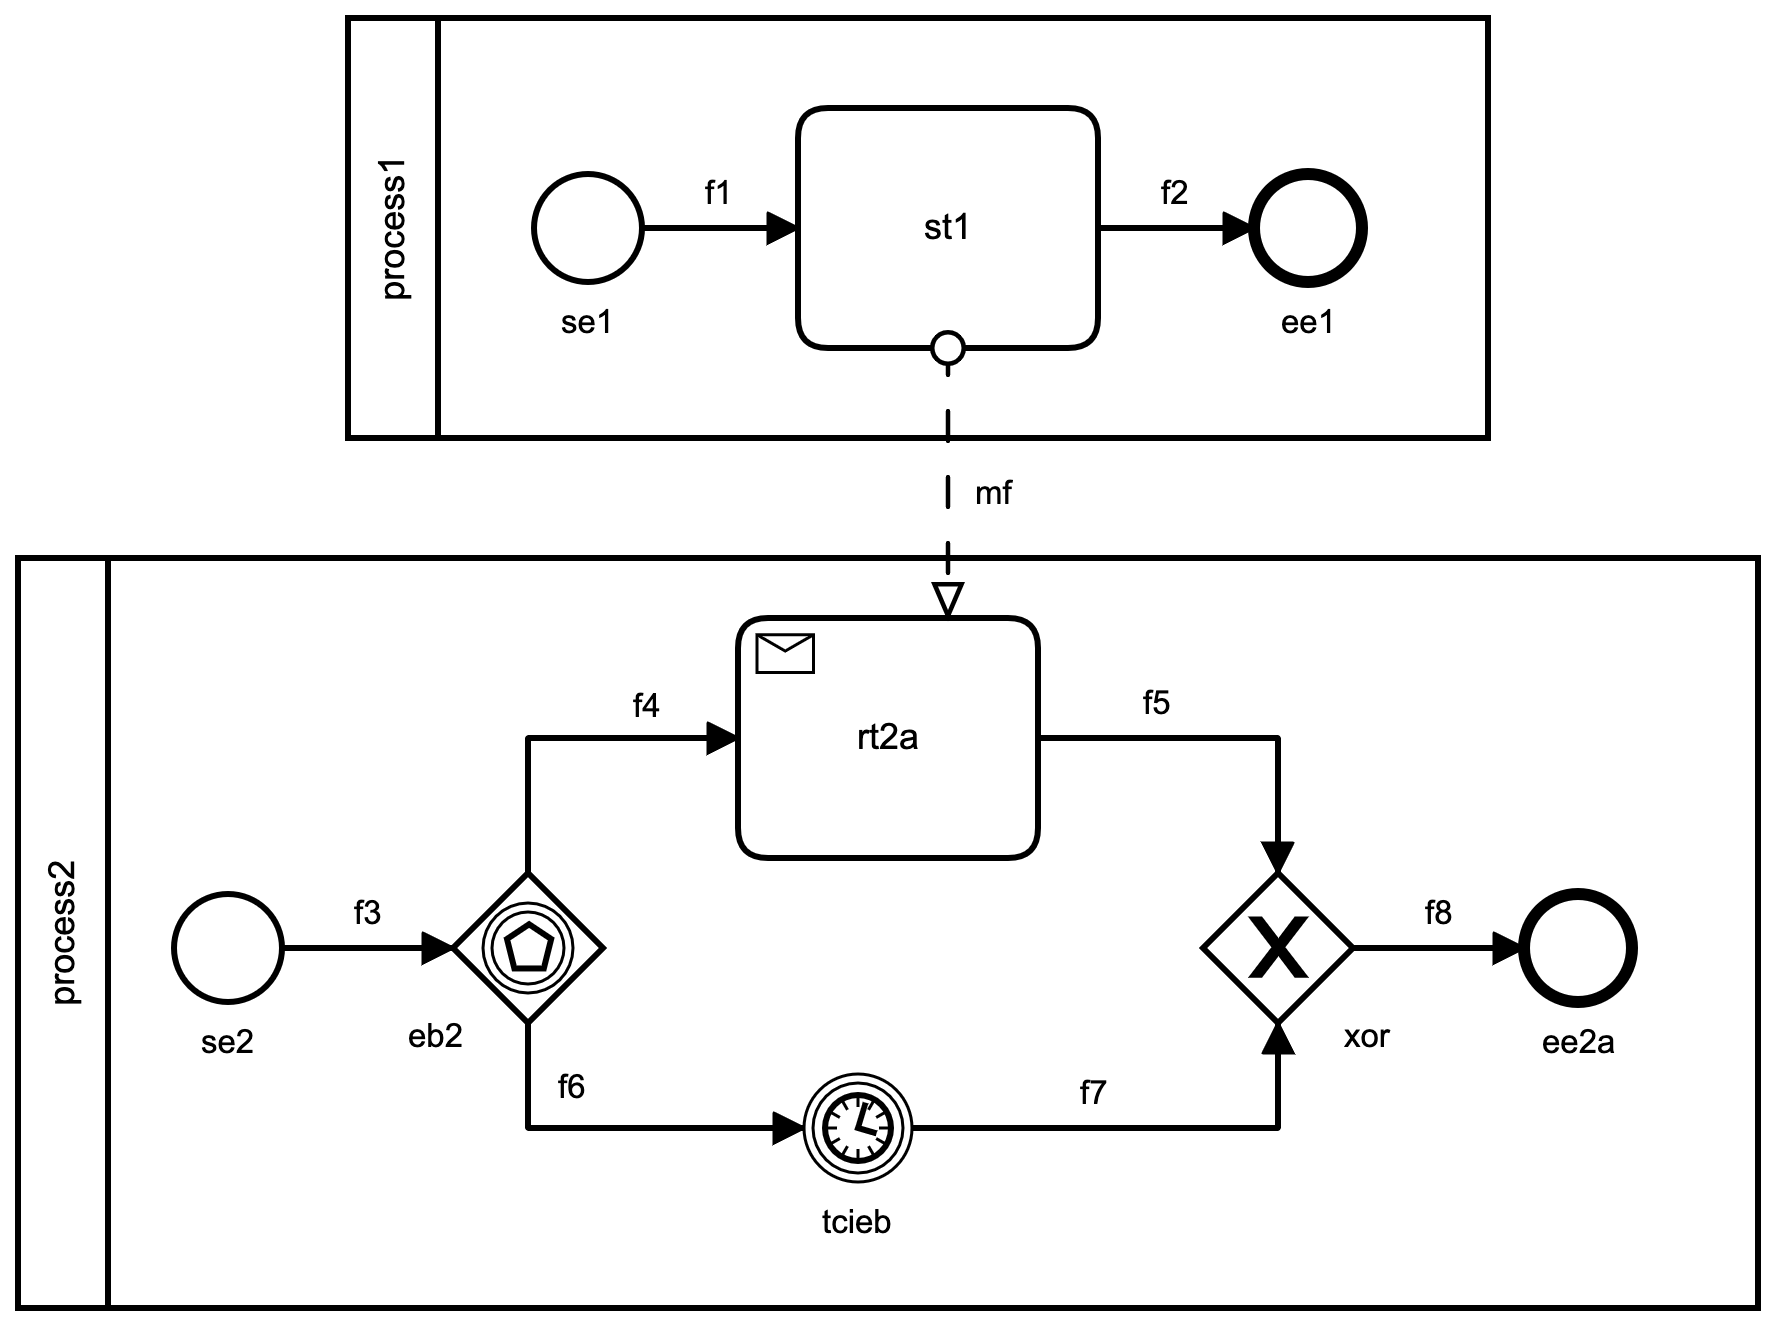 process1
f1
st1
f2
se1
ee1
mf
process2
rt2a
f4
f5
f3
f8
se2
eb2
X
xor
ee2a
f6
f7
tcieb